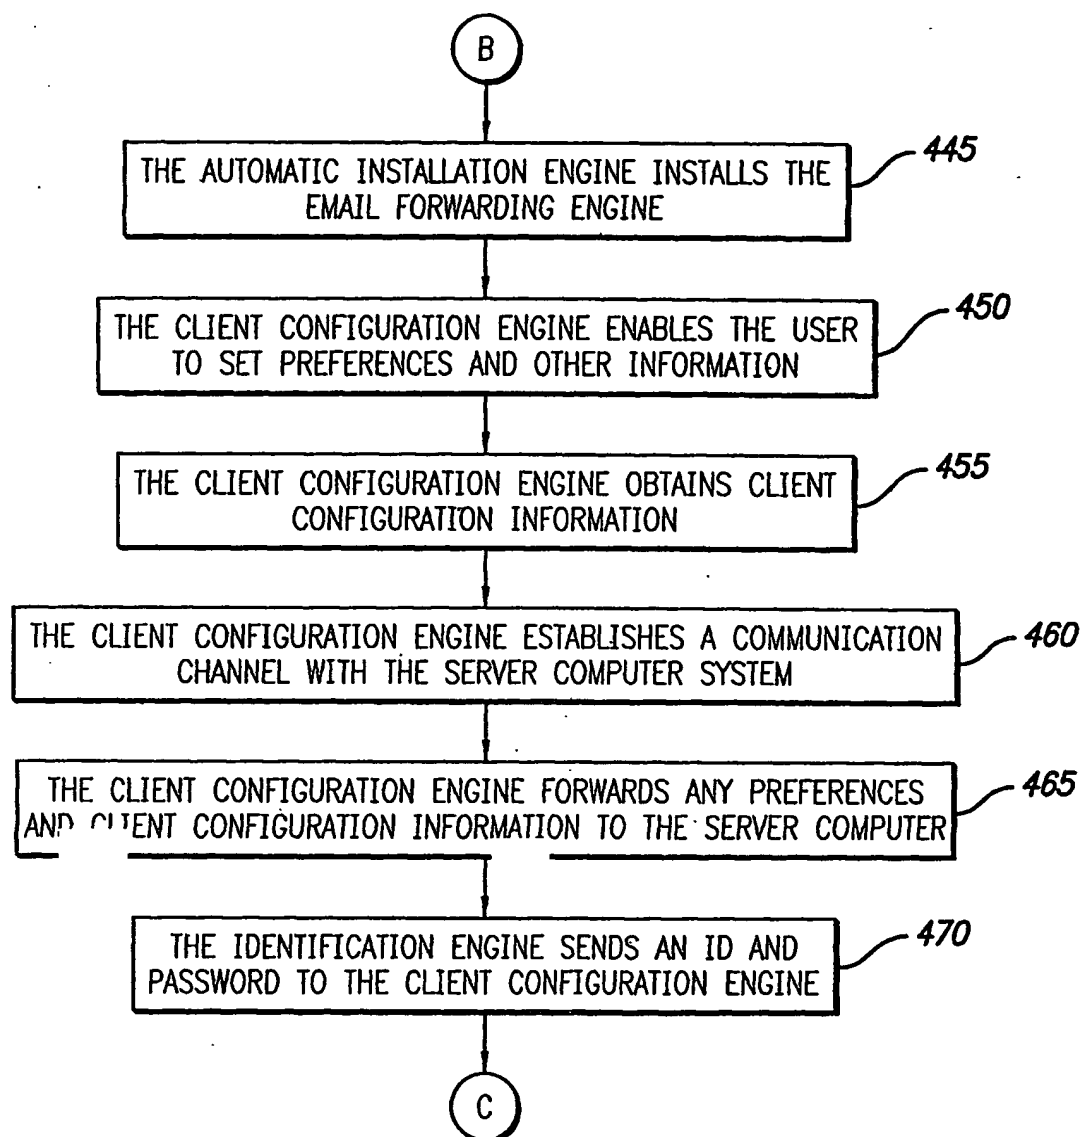 B
THE AUTOMATIC INSTALLATION ENGINE INSTALLS THE
EMAIL FORWARDING ENGINE
445
THE CLIENT CONFIGURATION ENGINE ENABLES THE USER
TO SET PREFERENCES AND OTHER INFORMATION
450
THE CLIENT CONFIGURATION ENGINE OBTAINS CLIENT
CONFIGURATION INFORMATION
455
THE CLIENT CONFIGURATION ENGINE ESTABLISHES A COMMUNICATION
CHANNEL WITH THE SERVER COMPUTER SYSTEM
460
THE CLIENT CONFIGURATION ENGINE FORWARDS ANY PREFERENCES
AND CLIENT CONFIGURATION INFORMATION TO THE SERVER COMPUTER
465
THE IDENTIFICATION ENGINE SENDS AN ID AND
PASSWORD TO THE CLIENT CONFIGURATION ENGINE
470
C